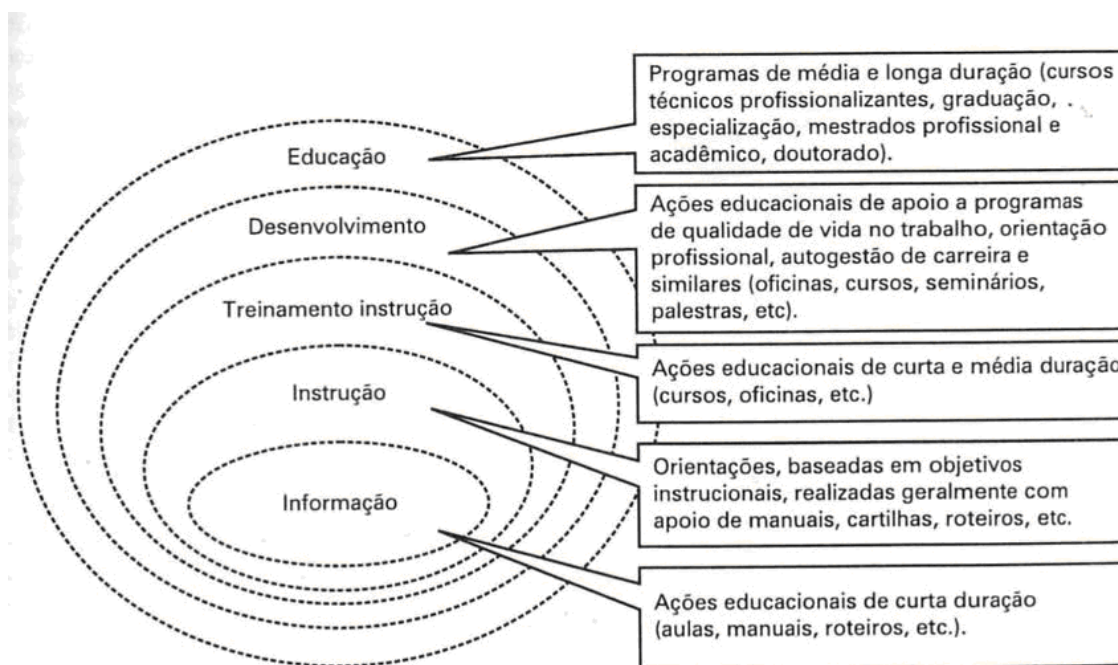 Programas de média e longa duração (cursos
técnicos profissionalizantes, graduação, .
especialização, mestrados profissional e
acadêmico, doutorado).
Educação
Ações educacionais de apoio a programas
de qualidade de vida no trabalho, orientação
profissional, autogestão de carreira e
similares (oficinas, cursos, seminários,
palestras, etc).
Desenvolvimento
Treinamento instrução
Ações educacionais de curta e média duração
(cursos, oficinas, etc.)
Instrução
Orientações, baseadas em objetivos
instrucionais, realizadas geralmente com
apoio de manuais, cartilhas, roteiros, etc.
Informação
Ações educacionais de curta duração
(aulas, manuais, roteiros, etc.).